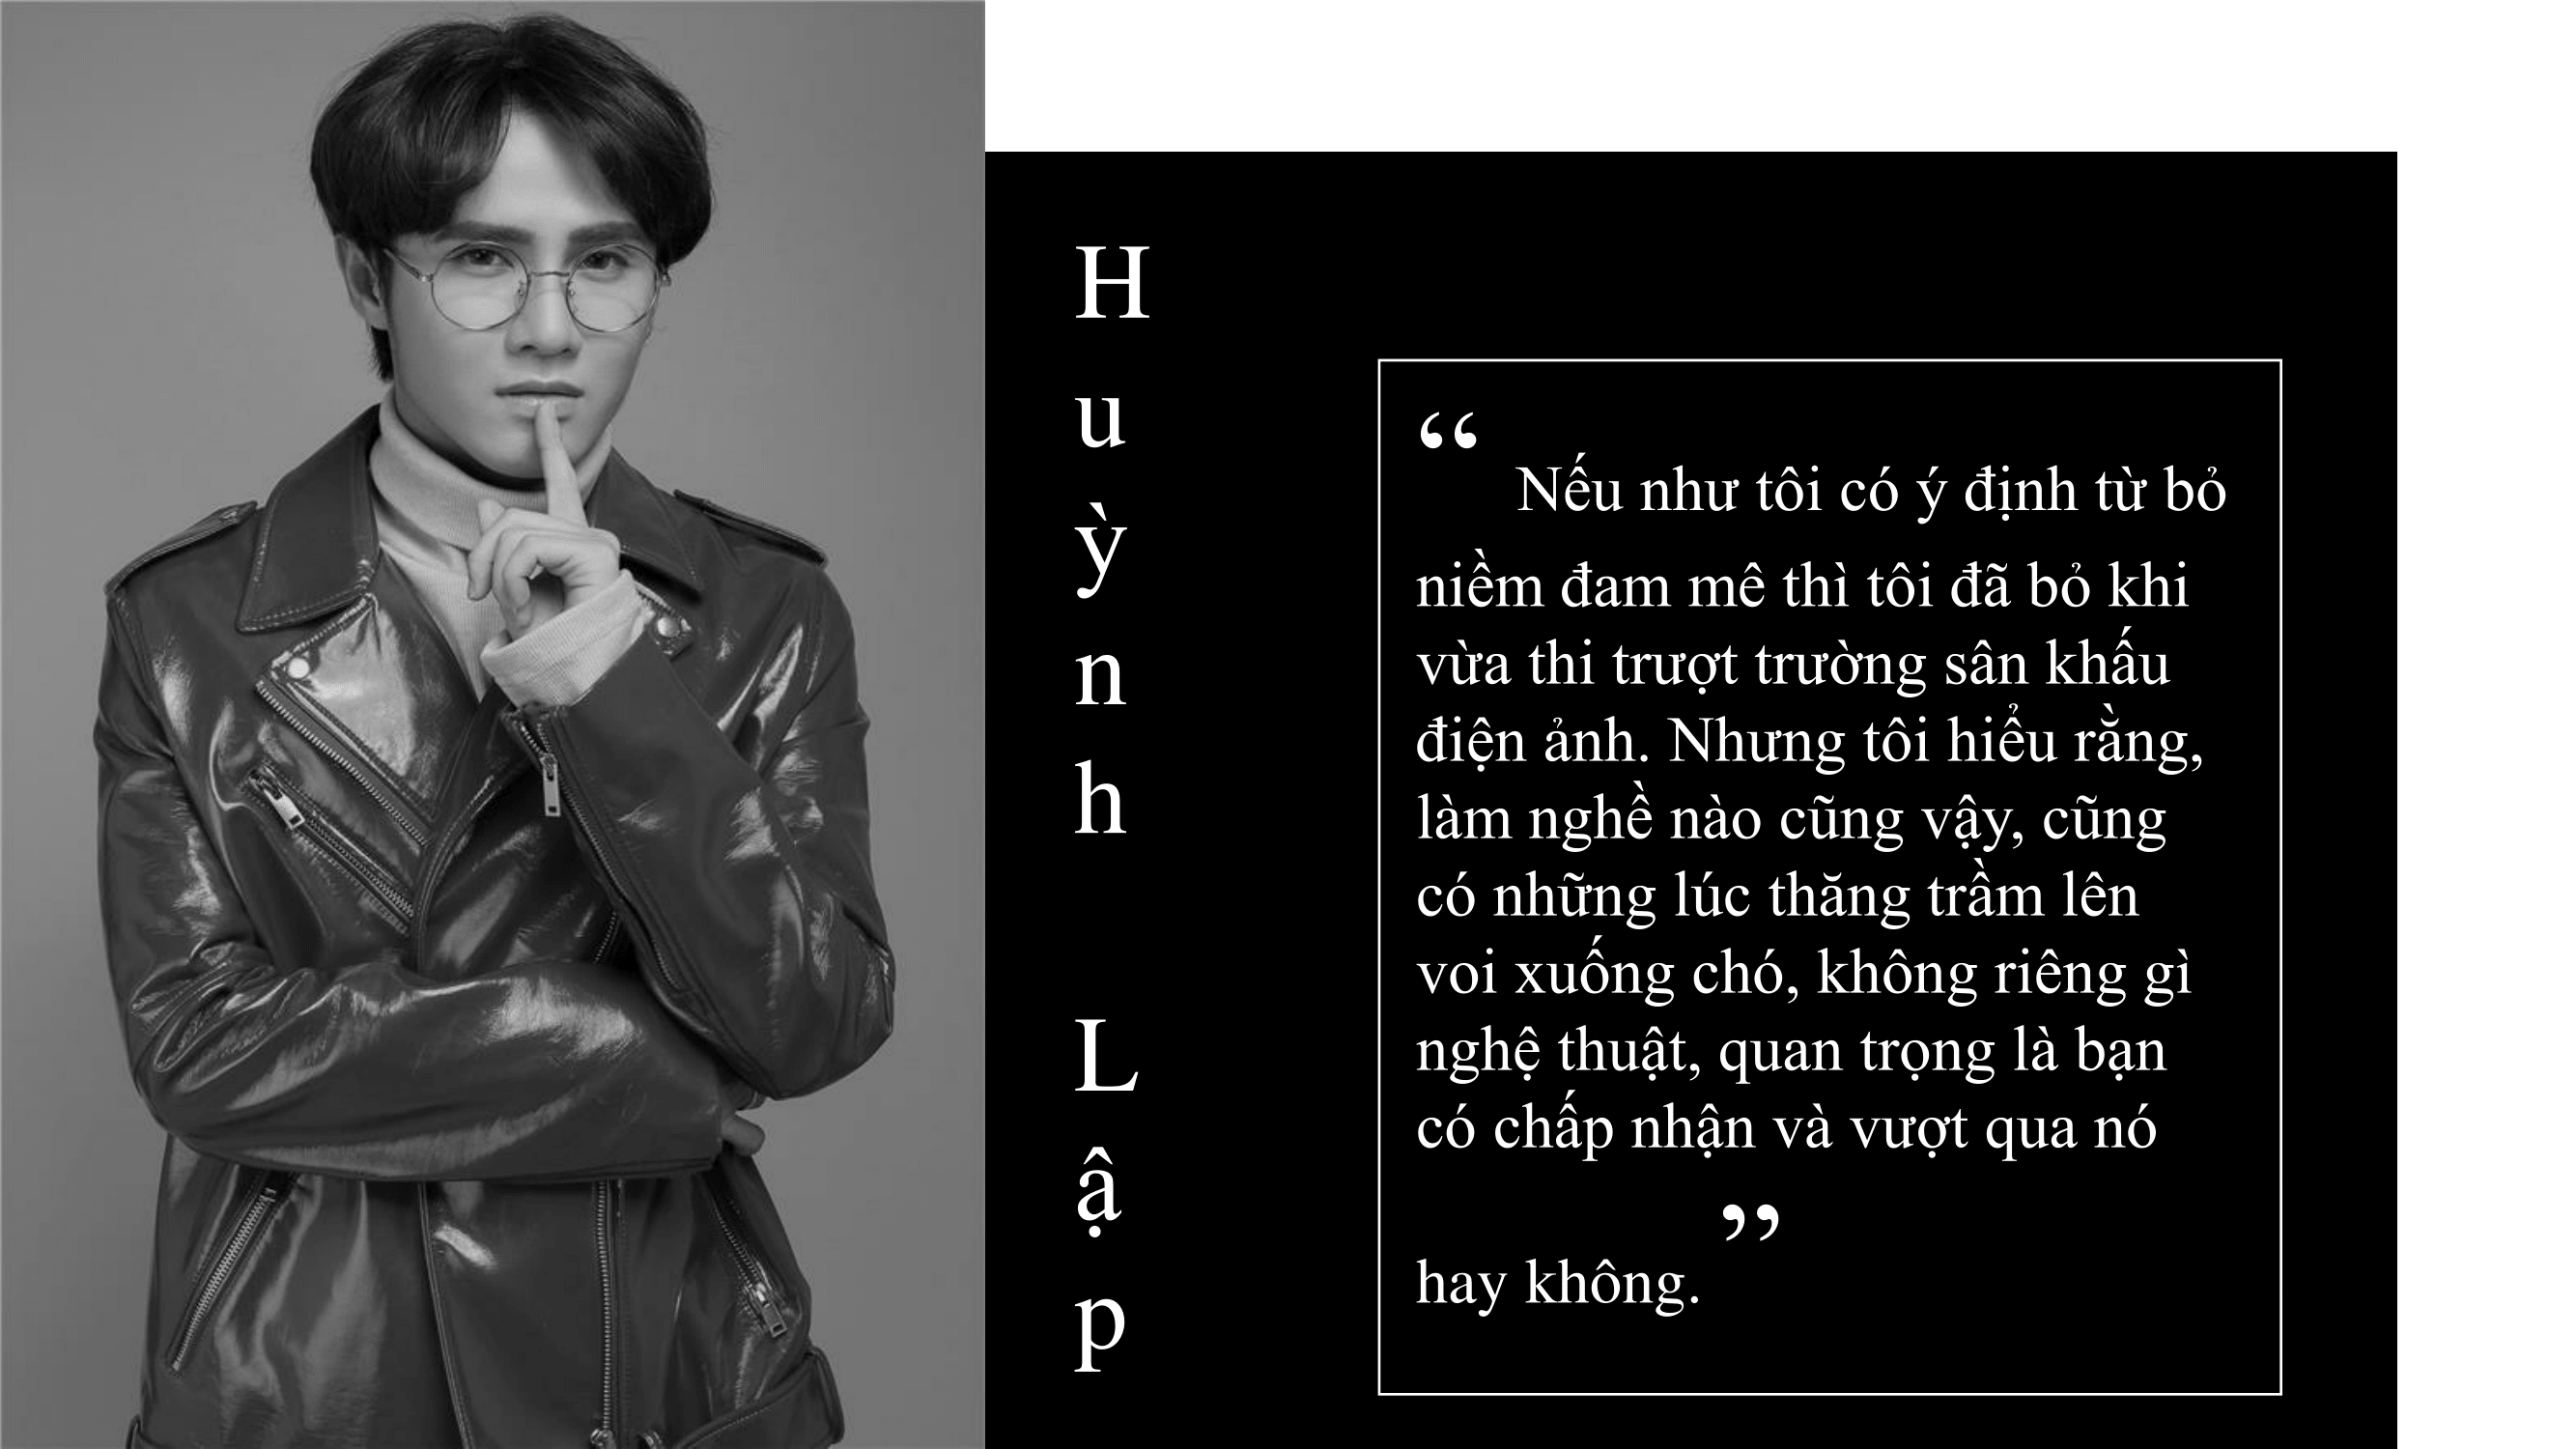 Huỳnh Lập
“ Nếu như tôi có ý định từ bỏ
niềm đam mê thì tôi đã bỏ khi
vừa thi trượt trường sân khấu
điện ảnh. Nhưng tôi hiểu rằng,
làm nghề nào cũng vậy, cũng
có những lúc thăng trầm lên
voi xuống chó, không riêng gì
nghệ thuật, quan trọng là bạn
có chấp nhận và vượt qua nó
hay không. ”